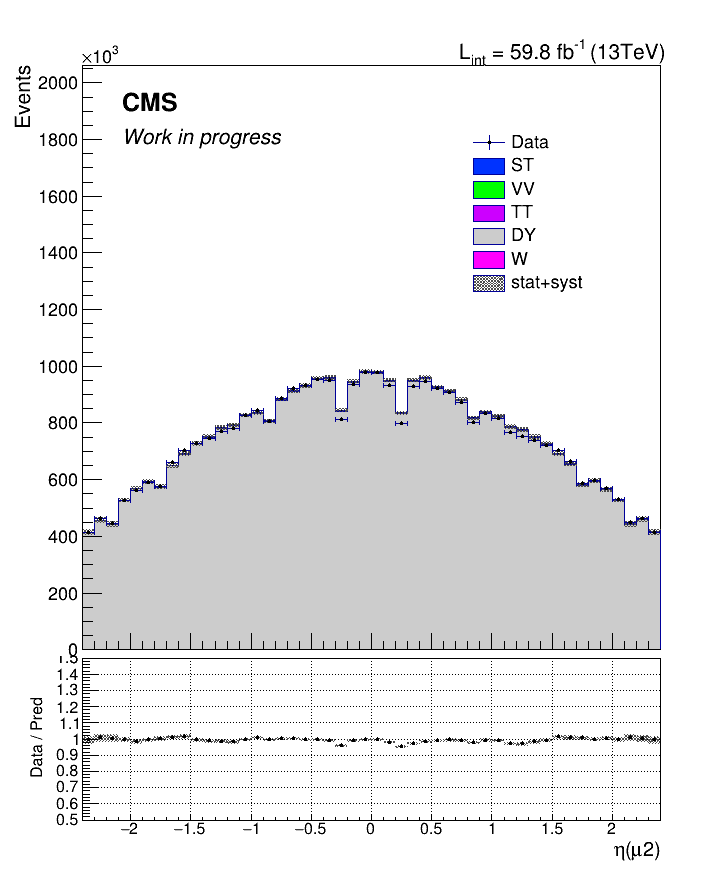 ×10³
L_int = 59.8 fb⁻¹ (13TeV)
Events
CMS
Work in progress
Data
ST
VV
TT
DY
W
stat+syst
2000
1800
1600
1400
1200
1000
800
600
400
200
0
Data / Pred
1.5
1.4
1.3
1.2
1.1
1
0.9
0.8
0.7
0.6
0.5
−2
−1.5
−1
−0.5
0
0.5
1
1.5
2
η(μ2)